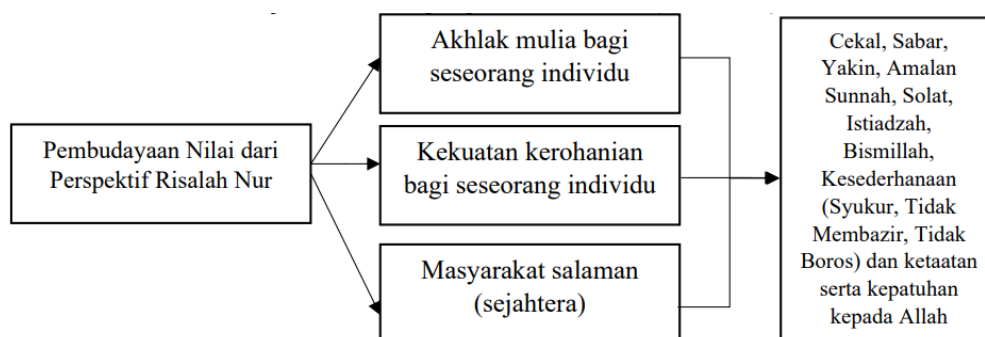 Pembudayaan Nilai dari
Perspektif Risalah Nur
Akhlak mulia bagi
seseorang individu
Kekuatan kerohanian
bagi seseorang individu
Masyarakat salaman
(sejahtera)
Cekal, Sabar,
Yakin, Amalan
Sunnah, Solat,
Istiadzah,
Bismillah,
Kesederhanaan
(Syukur, Tidak
Membazir, Tidak
Boros) dan ketaatan
serta kepatuhan
kepada Allah